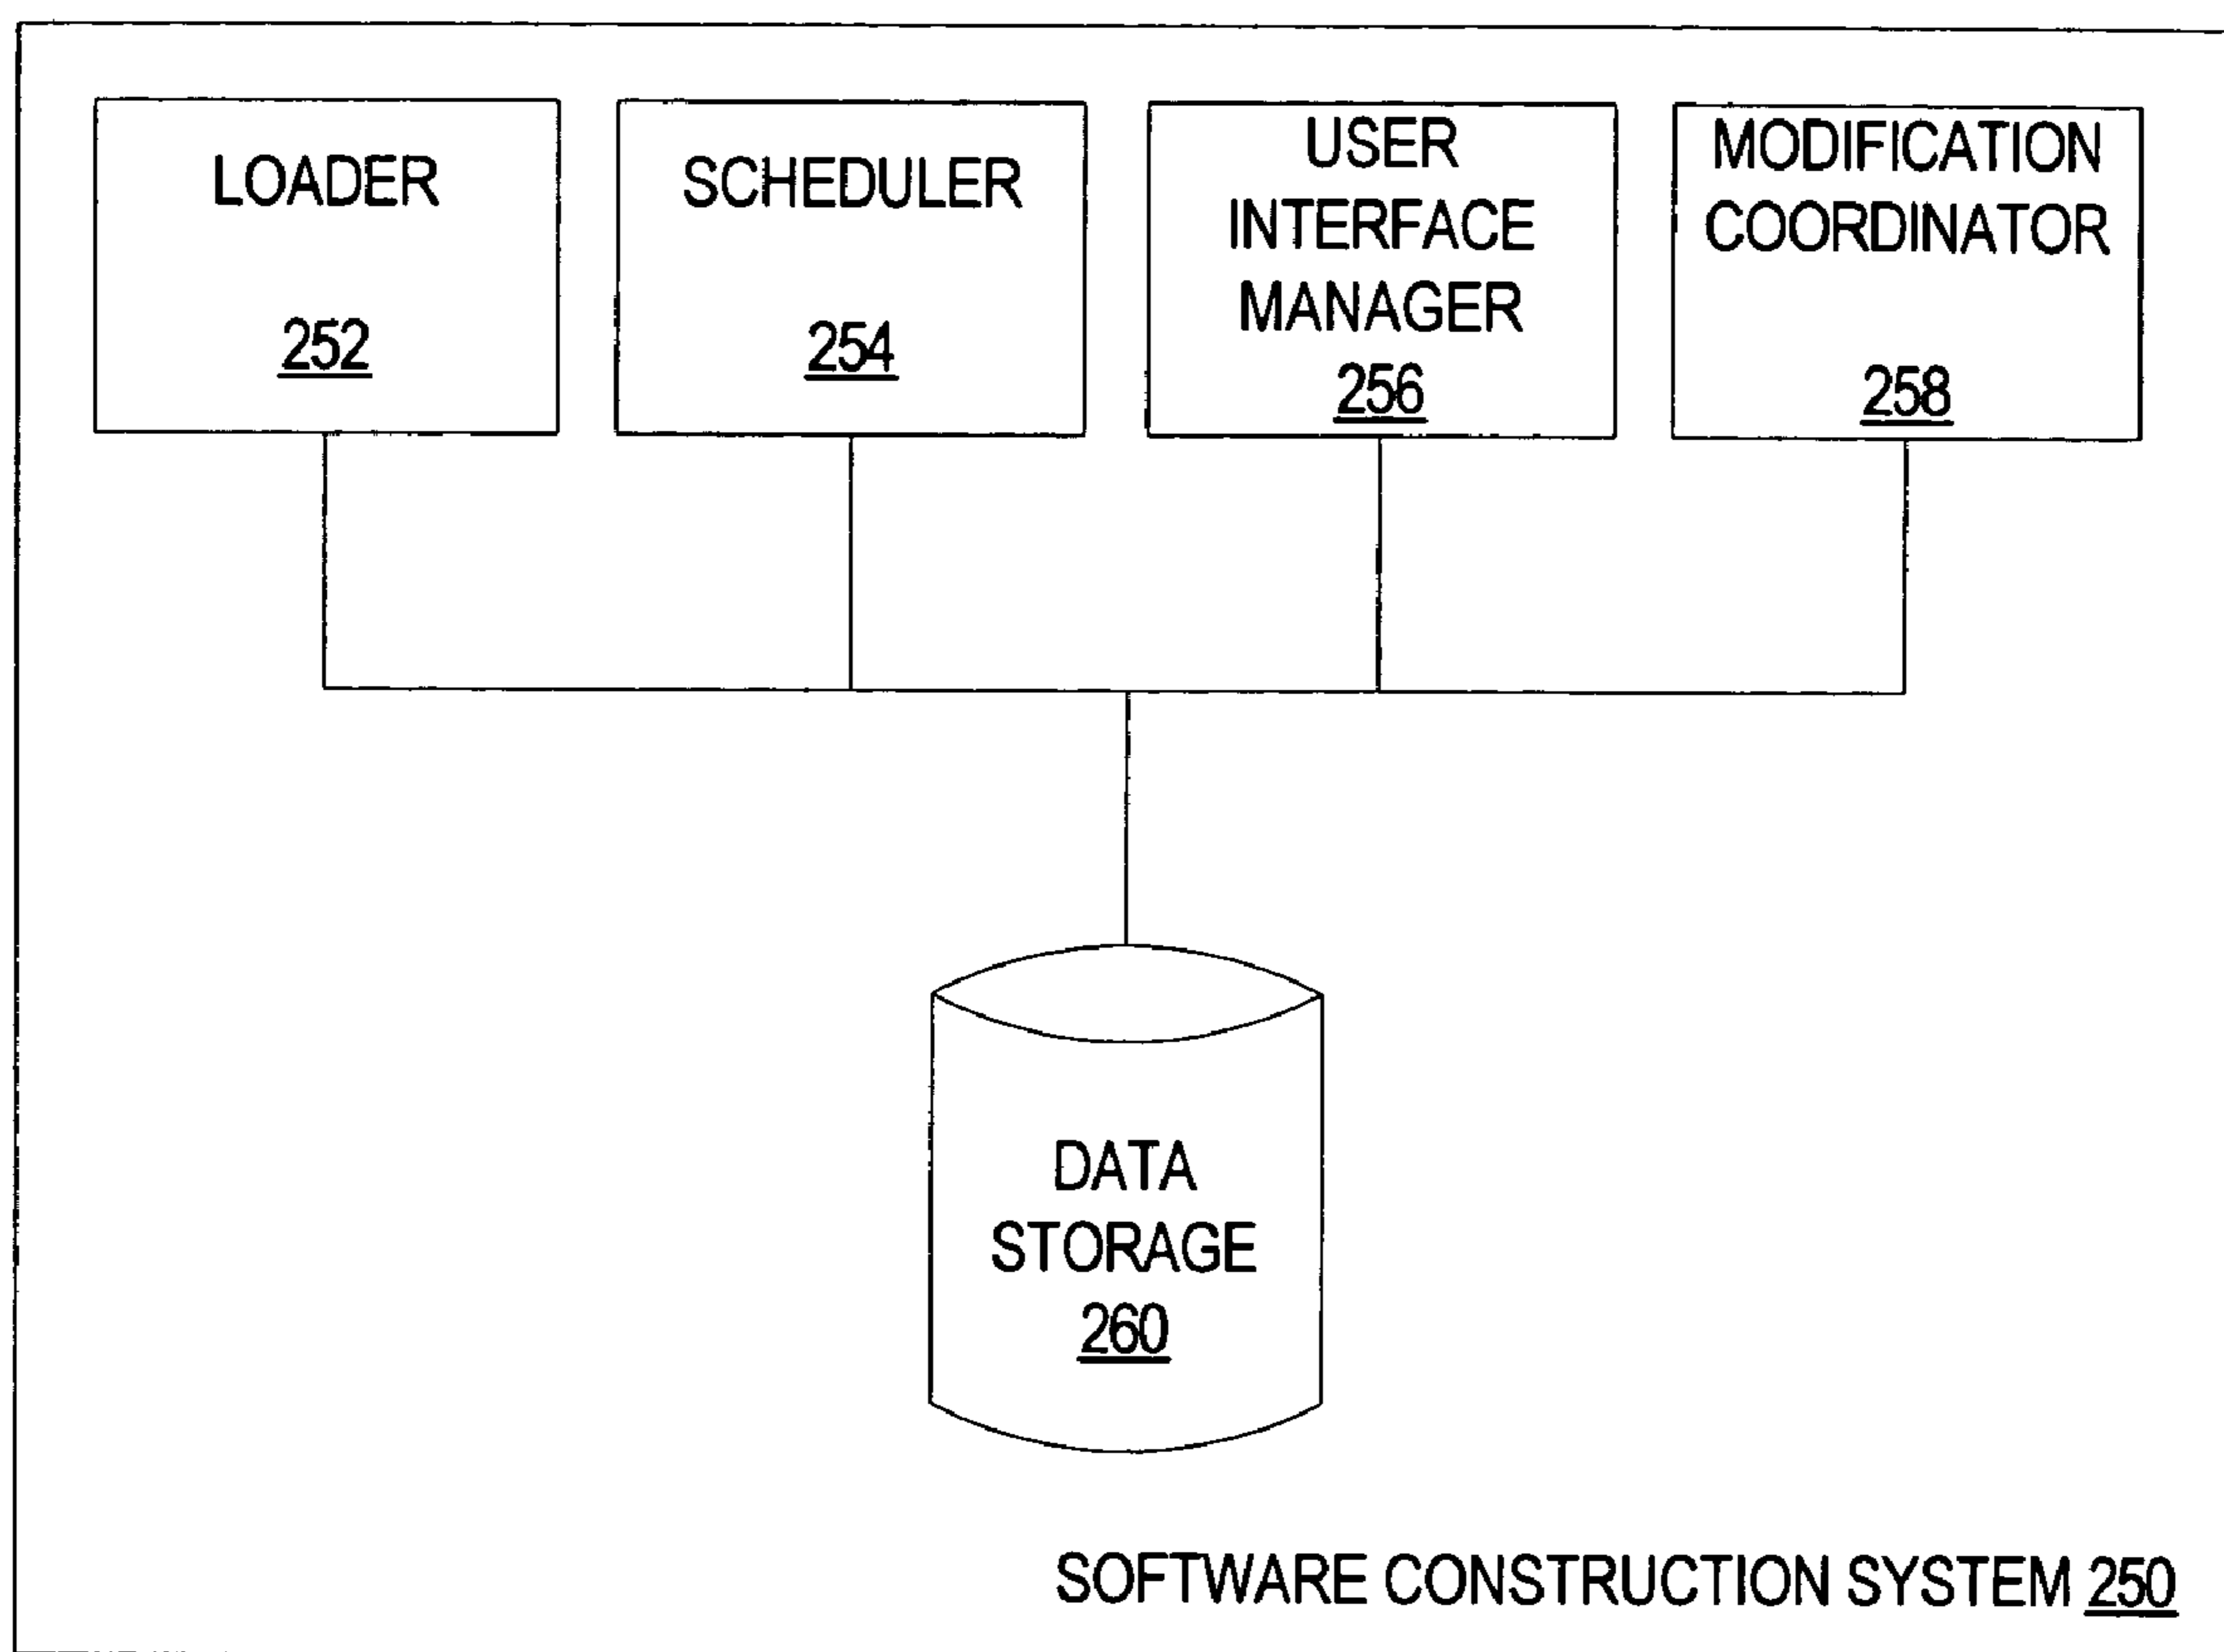 LOADER
252
SCHEDULER
254
USER
INTERFACE
MANAGER
256
MODIFICATION
COORDINATOR
258
DATA
STORAGE
260
SOFTWARE CONSTRUCTION SYSTEM 250